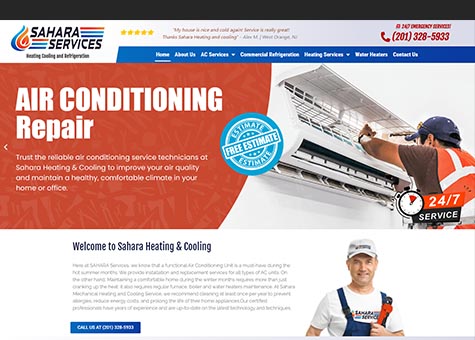 SAHARA
SERVICES
Heating Cooling and Refrigeration
"My house is nice and cold again! Service is really great!
Thanks Sahara Heating and cooling" - Alex M. | West Orange, NJ
24/7 EMERGENCY SERVICES!
(201) 328-5933
Home About Us AC Services Commercial Refrigeration Heating Services Water Heaters Contact Us
AIR CONDITIONING
Repair
Trust the reliable air conditioning service technicians at
Sahara Heating & Cooling to improve your air quality
and maintain a healthy, comfortable climate in your
home or office.
ESTIMATE
FREE ESTIMATE
ESTIMATE
24/7
SERVICE
Welcome to Sahara Heating & Cooling
Here at SAHARA Services, we know that a functional Air Conditioning Unit is a must-have during the
hot summer months. We provide installation and replacement services for all types of AC units. On
the other hand, Maintaining a comfortable home during the winter months requires more than just
cranking up the heat. It also requires regular furnace, boiler and water heaters maintenance. At Sahara
Mechanical Heating and Cooling Service, we recommend cleaning at least once per year to prevent
allergies, reduce energy costs, and prolong the life of their home appliances. Our certified
professionals have years of experience and are up-to-date on the latest technology and techniques.
CALL US AT (201) 328-5933
SAHARA
SERVICES